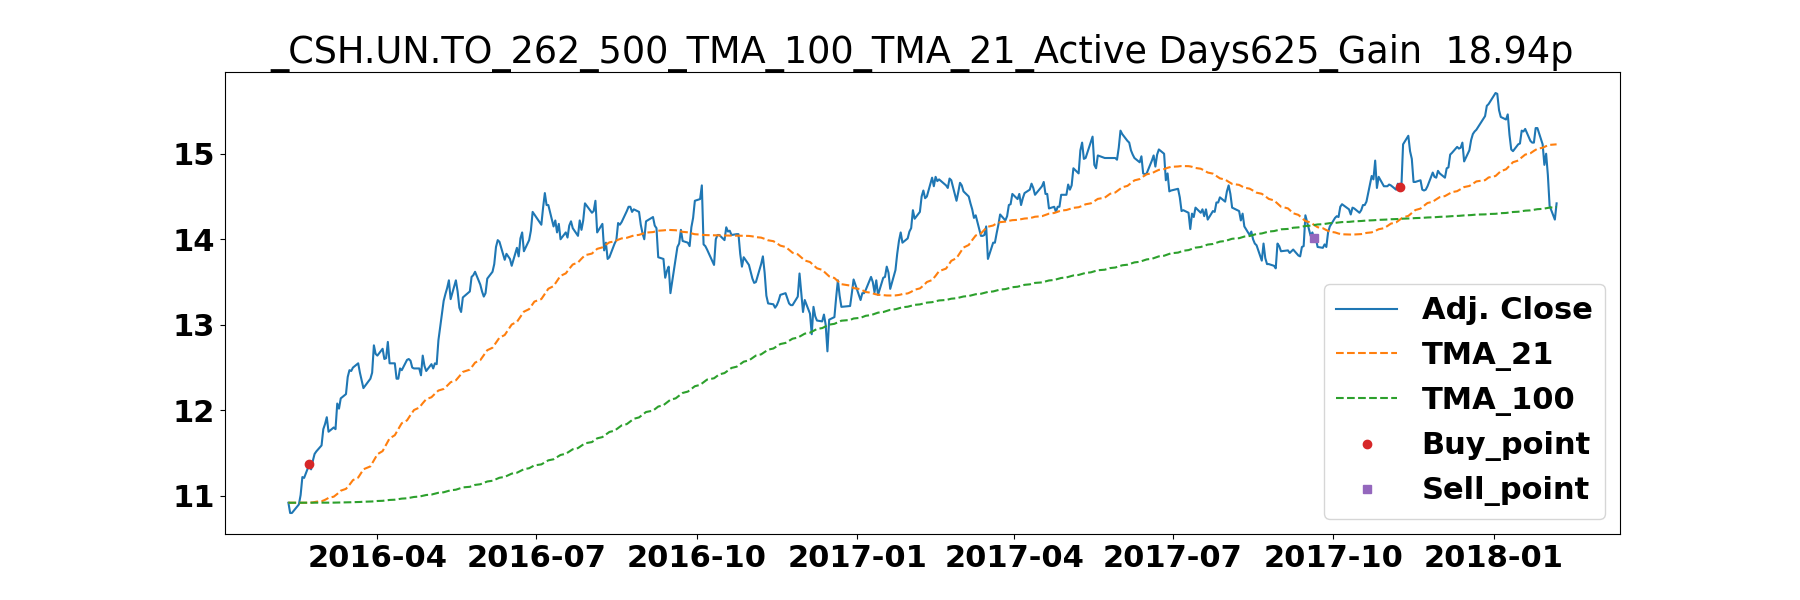 _CSH.UN.TO_262_500_TMA_100_TMA_21_Active Days625_Gain  18.94p
15
14
13
12
11
Adj. Close
TMA_21
TMA_100
Buy_point
Sell_point
2016-04 2016-07 2016-10 2017-01 2017-04 2017-07 2017-10 2018-01